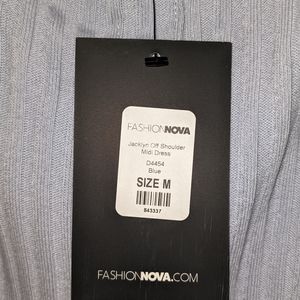 FASHIONNOVA
Jacklyn Off Shoulder
Midi Dress
D4454
Blue
SIZE M
843337
FASHIONNOVA.COM